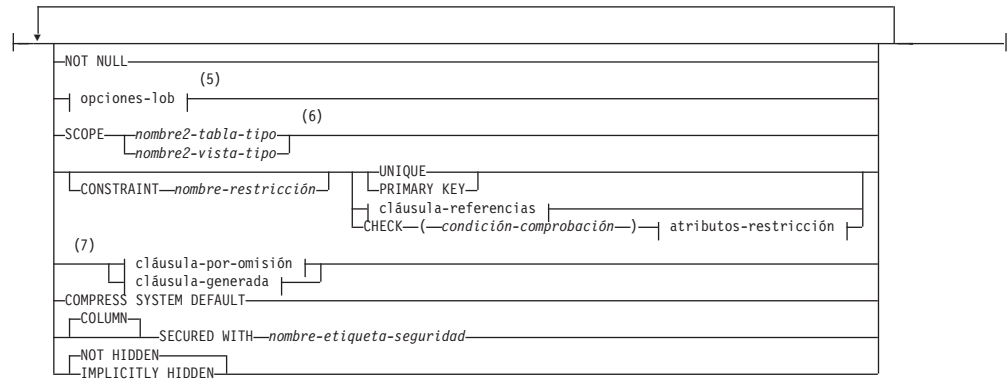 NOT NULL
(5)
opciones-lob
(6)
SCOPE nombre2-tabla-tipo
nombre2-vista-tipo
UNIQUE
CONSTRAINT nombre-restricción PRIMARY KEY
cláusula-referencias
CHECK ( condición-comprobación ) atributos-restricción
(7)
cláusula-por-omisión
cláusula-generada
COMPRESS SYSTEM DEFAULT
COLUMN
SECURED WITH nombre-etiqueta-seguridad
NOT HIDDEN
IMPLICITLY HIDDEN